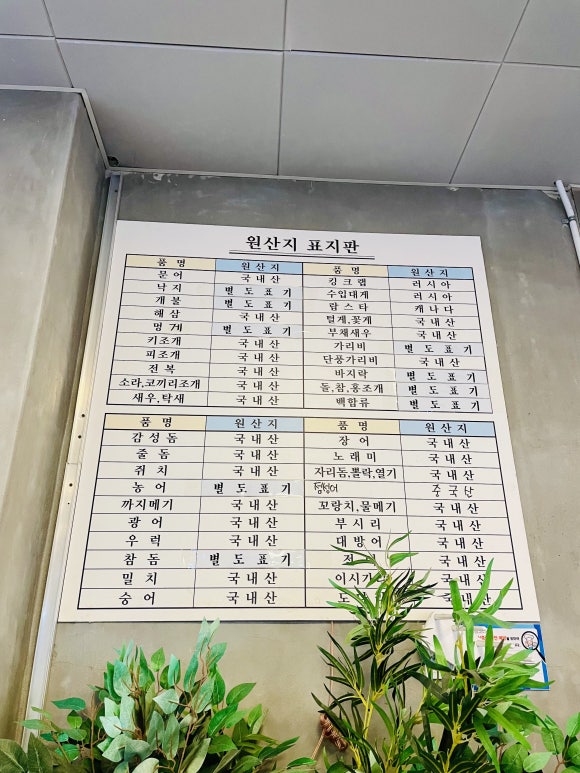 원산지 표지판
품 명 원 산 지 품 명 원 산 지
문 어 국 내 산 킹 크 랩 러 시 아
낙 지 별 도 표 기 수입대게 러 시 아
개 불 별 도 표 기 랍 스 타 캐 나 다
해 삼 국 내 산 털게,꽃게 국 내 산
멍 게 별 도 표 기 부채새우 국 내 산
키조개 국 내 산 가리비 별 도 표 기
피조개 국 내 산 단풍가리비 국 내 산
전 복 국 내 산 바지락 별 도 표 기
소라,코끼리조개 국 내 산 돌,참,홍조개 별 도 표 기
새우,탁새 국 내 산 백합류 별 도 표 기
품 명 원 산 지 품 명 원 산 지
감성돔 국 내 산 장 어 국 내 산
줄 돔 국 내 산 노 래 미 국 내 산
쥐 치 국 내 산 자리돔,뽈락,열기 국 내 산
농 어 별 도 표 기 점성어 중 국 산
까지메기 국 내 산 꼬랑치,물메기 국 내 산
광 어 국 내 산 부 시 리 국 내 산
우 럭 국 내 산 대 방 어 국 내 산
참 돔 별 도 표 기 국 내 산
밀 치 국 내 산 이시가 국 내 산
숭 어 국 내 산 도 국 내 산